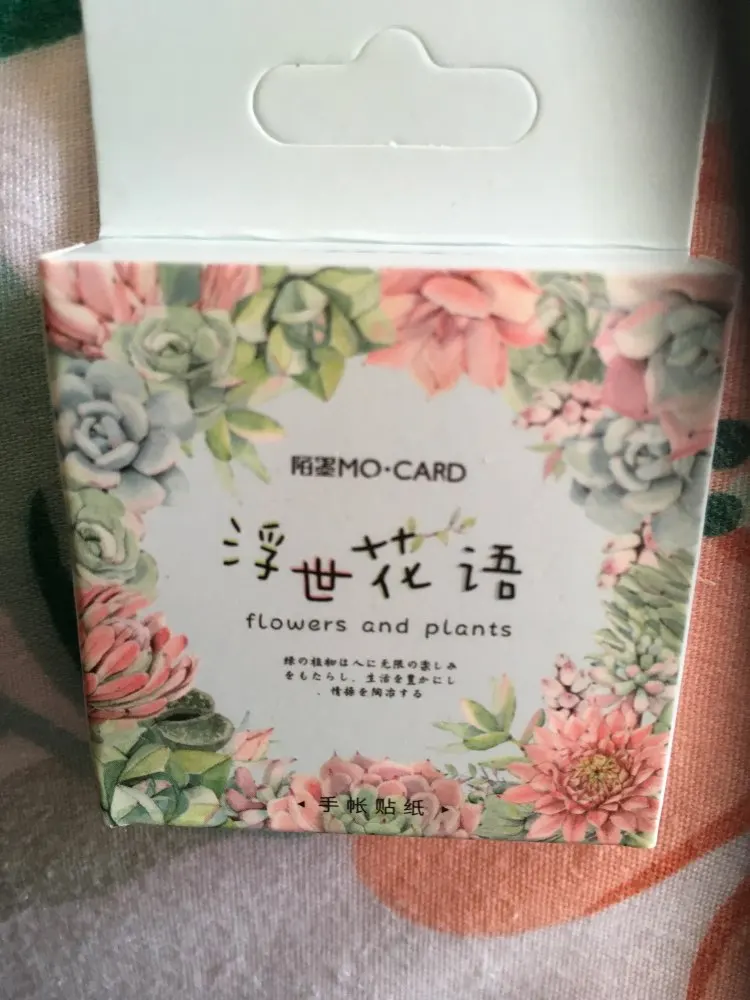 陌墨MO·CARD
浮世花语
flowers and plants
緑の植物は人に无限の楽しみ
をもたらし、生活を豊かにし
、情操を陶冶する
手帐贴纸